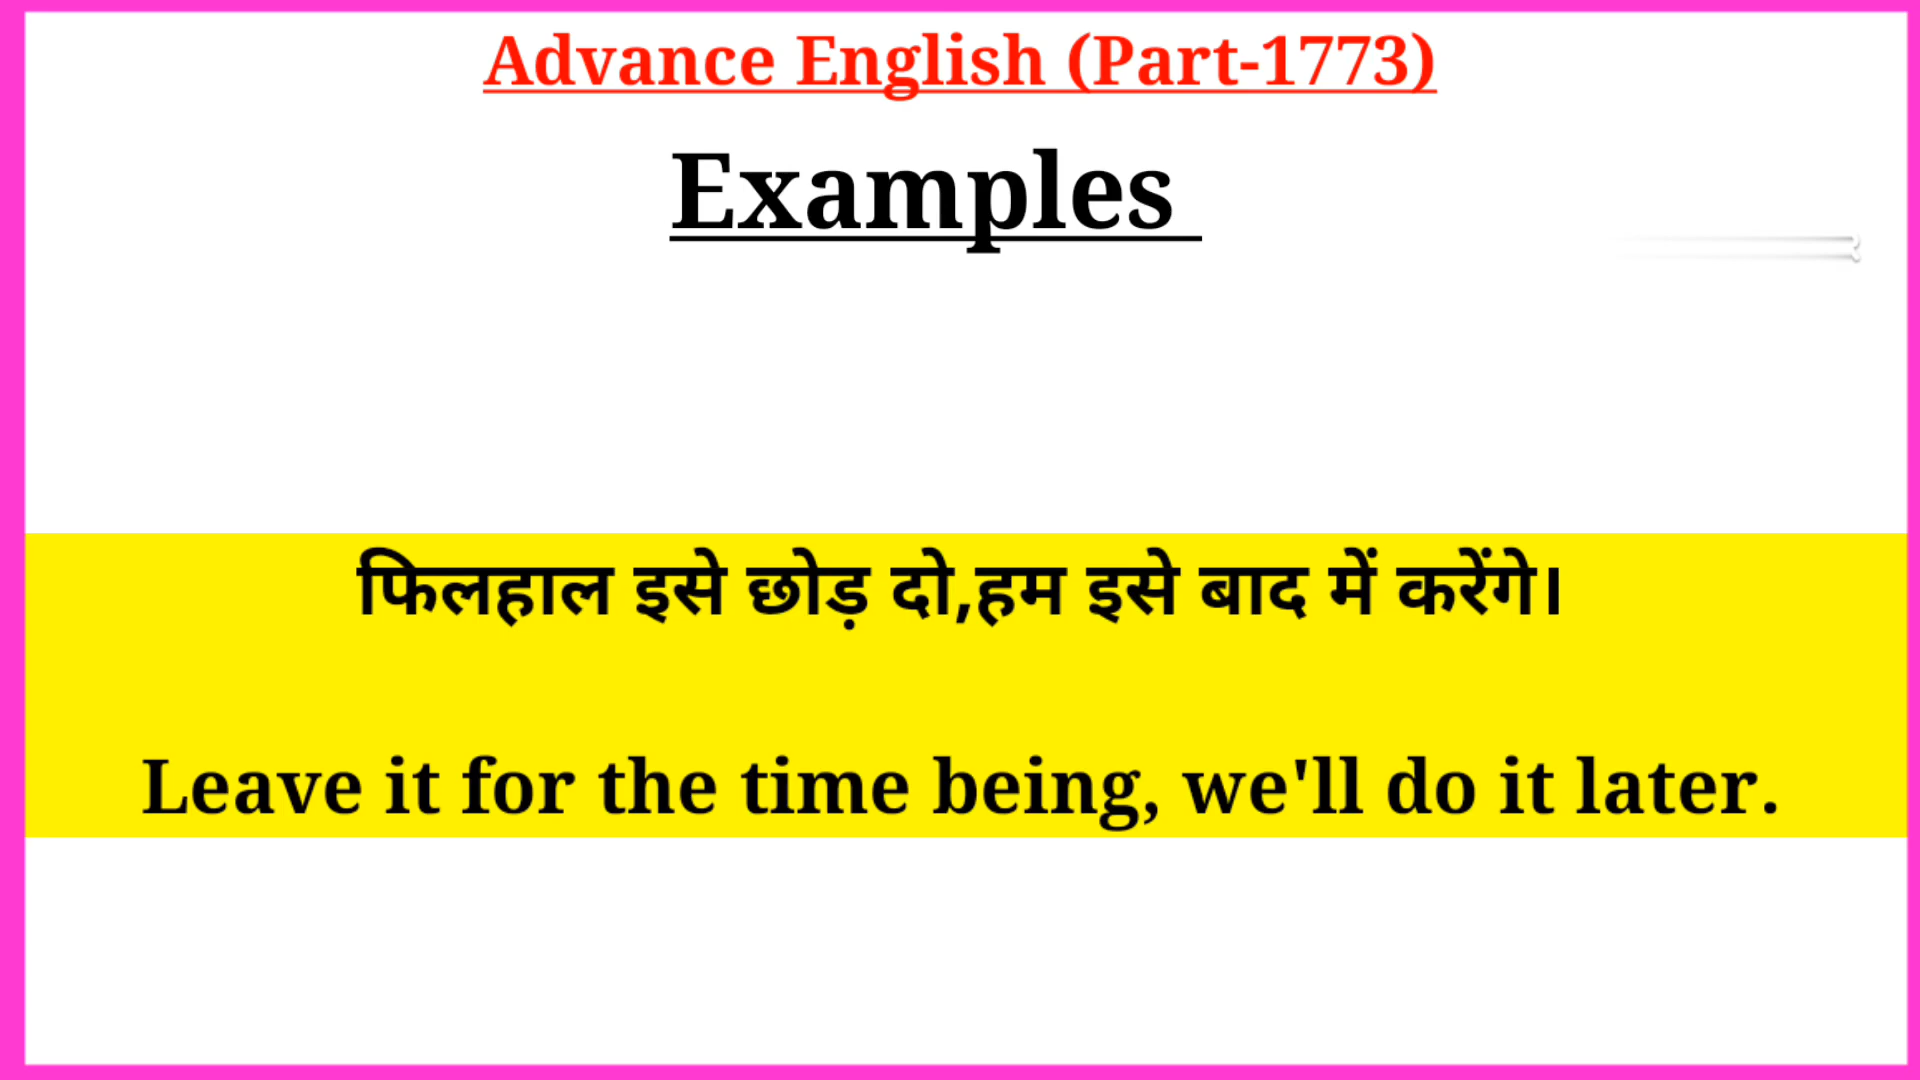 Advance English (Part-1773)
Examples
फिलहाल इसे छोड़ दो,हम इसे बाद में करेंगे।
Leave it for the time being, we'll do it later.